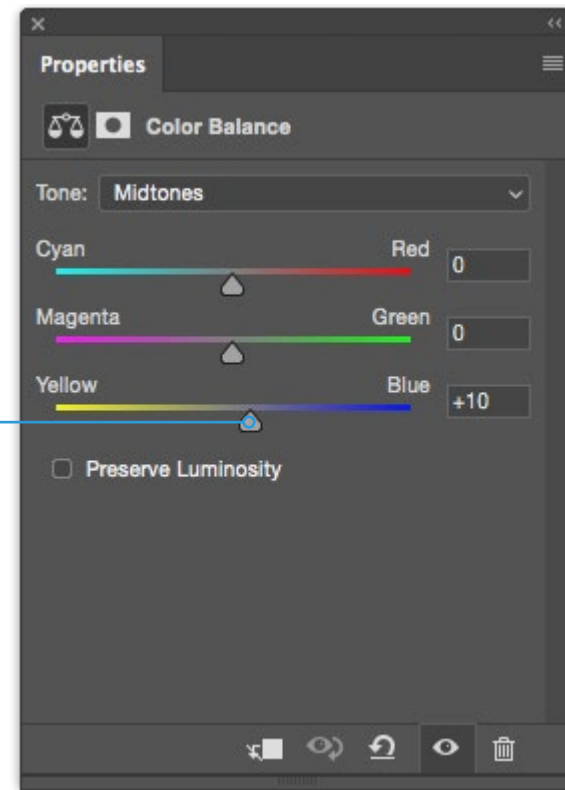 Properties
Color Balance
Tone: Midtones
Cyan Red 0
Magenta Green 0
Yellow Blue +10
Preserve Luminosity